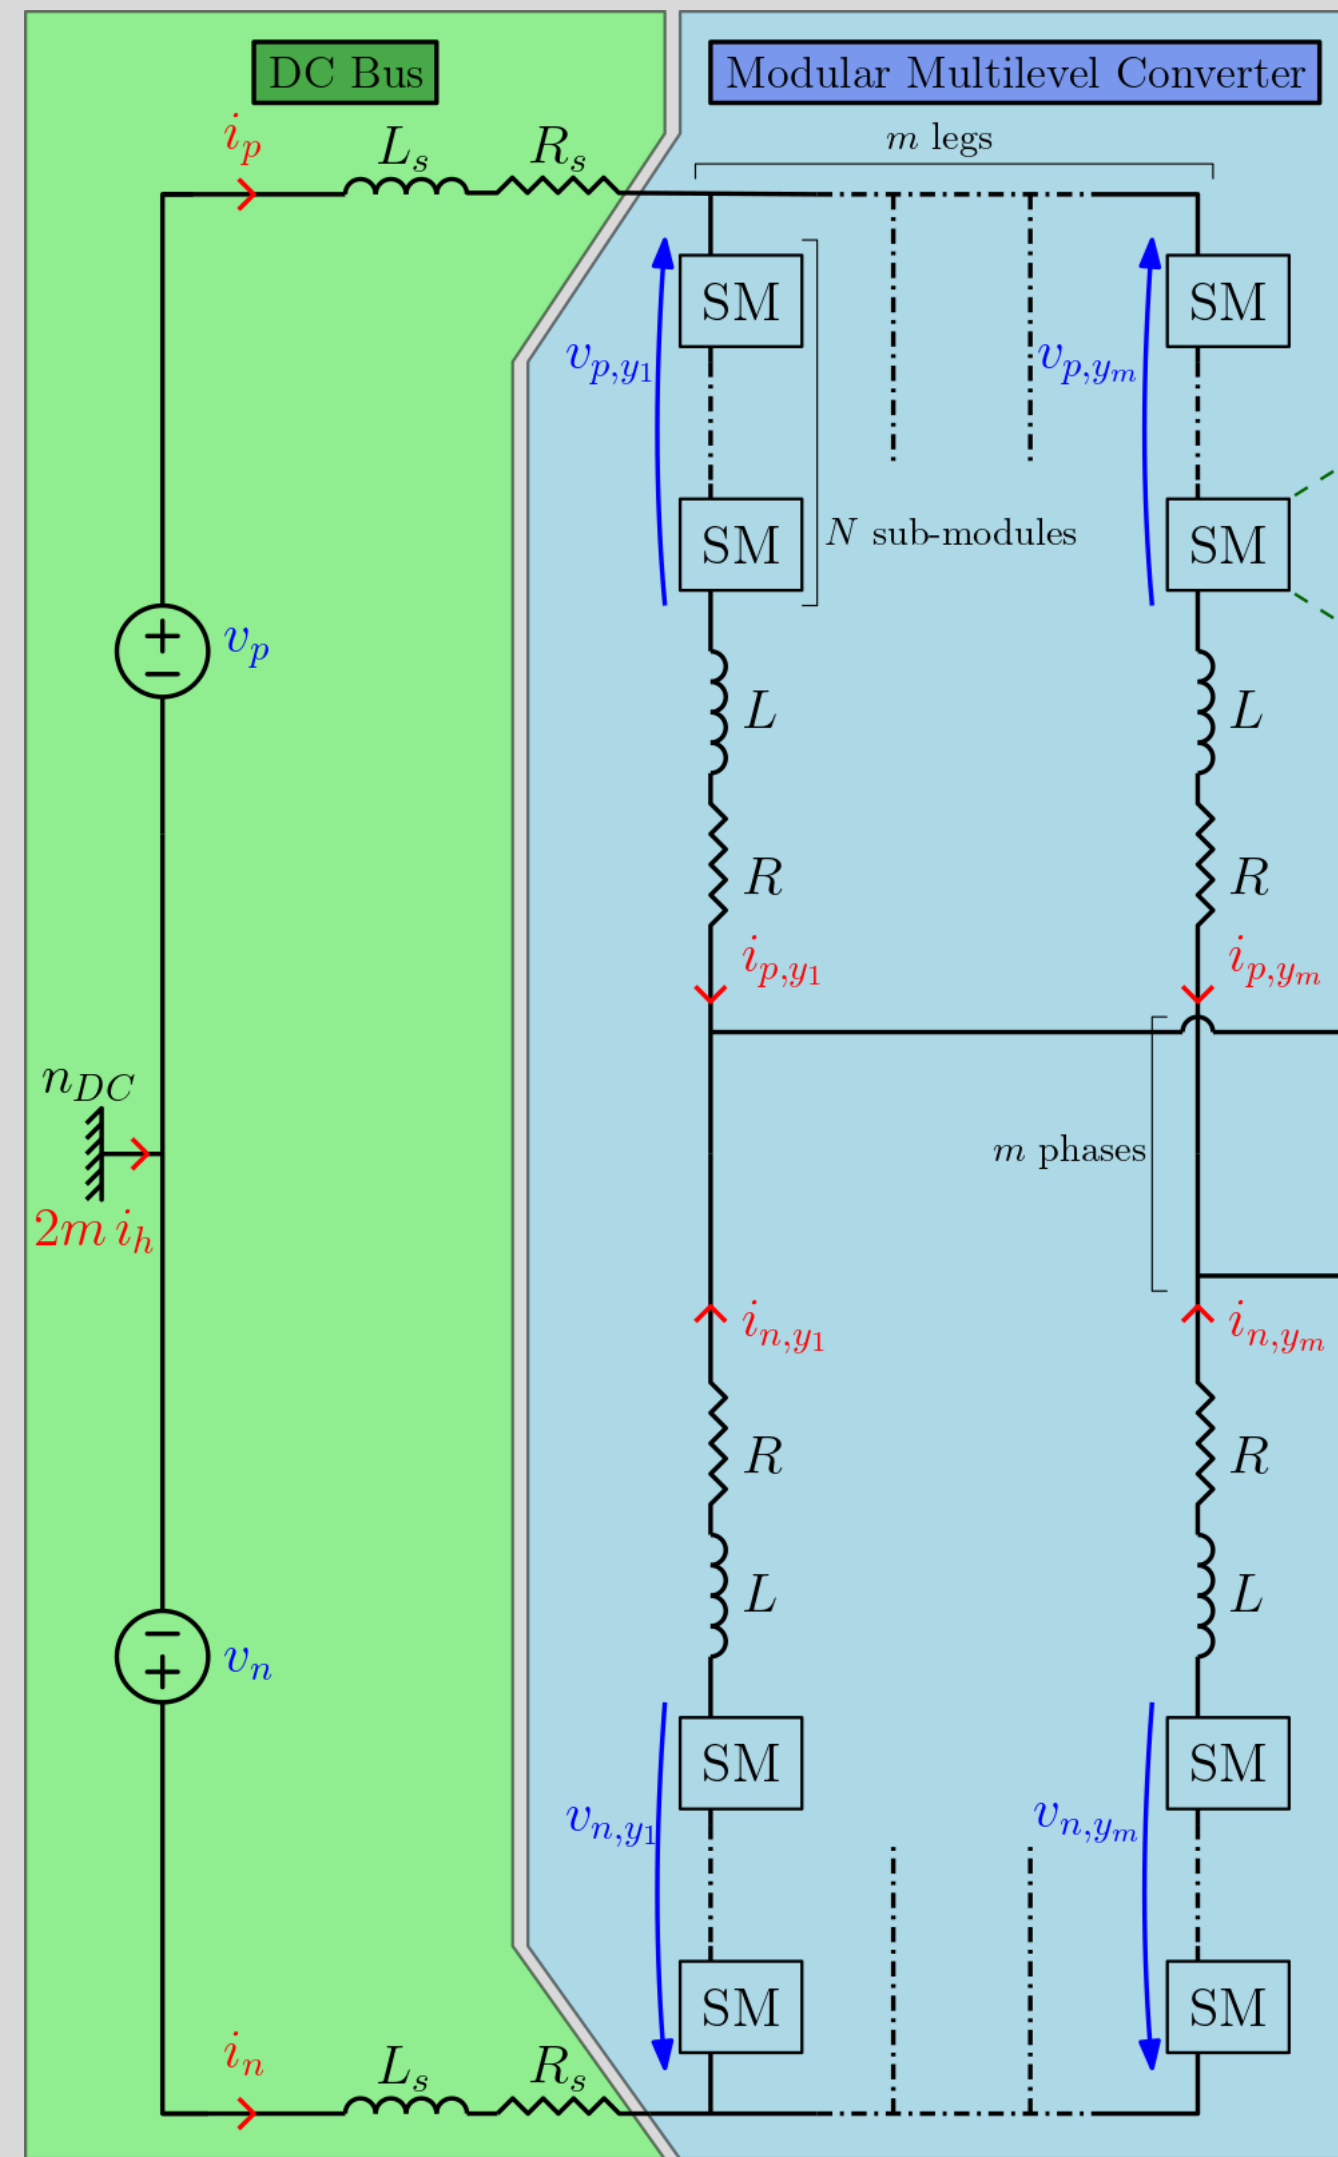 DC Bus
Modular Multilevel Converter
i_p
L_s
R_s
m legs
SM
SM
v_{p,y_1}
v_{p,y_m}
SM
SM
N sub-modules
+
−
v_p
L
L
R
R
i_{p,y_1}
i_{p,y_m}
n_{DC}
m phases
2m i_h
i_{n,y_1}
i_{n,y_m}
R
R
L
L
−
+
v_n
SM
SM
v_{n,y_1}
v_{n,y_m}
SM
SM
i_n
L_s
R_s